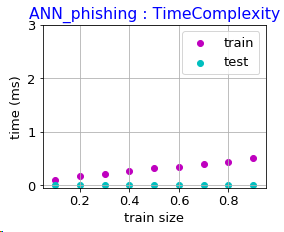 ANN_phishing : TimeComplexity
3
train
test
2
time (ms)
1
0
0.2 0.4 0.6 0.8
train size